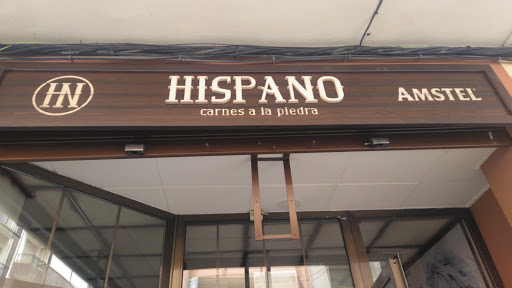 HN
HISPANO
carnes a la piedra
AMSTEL